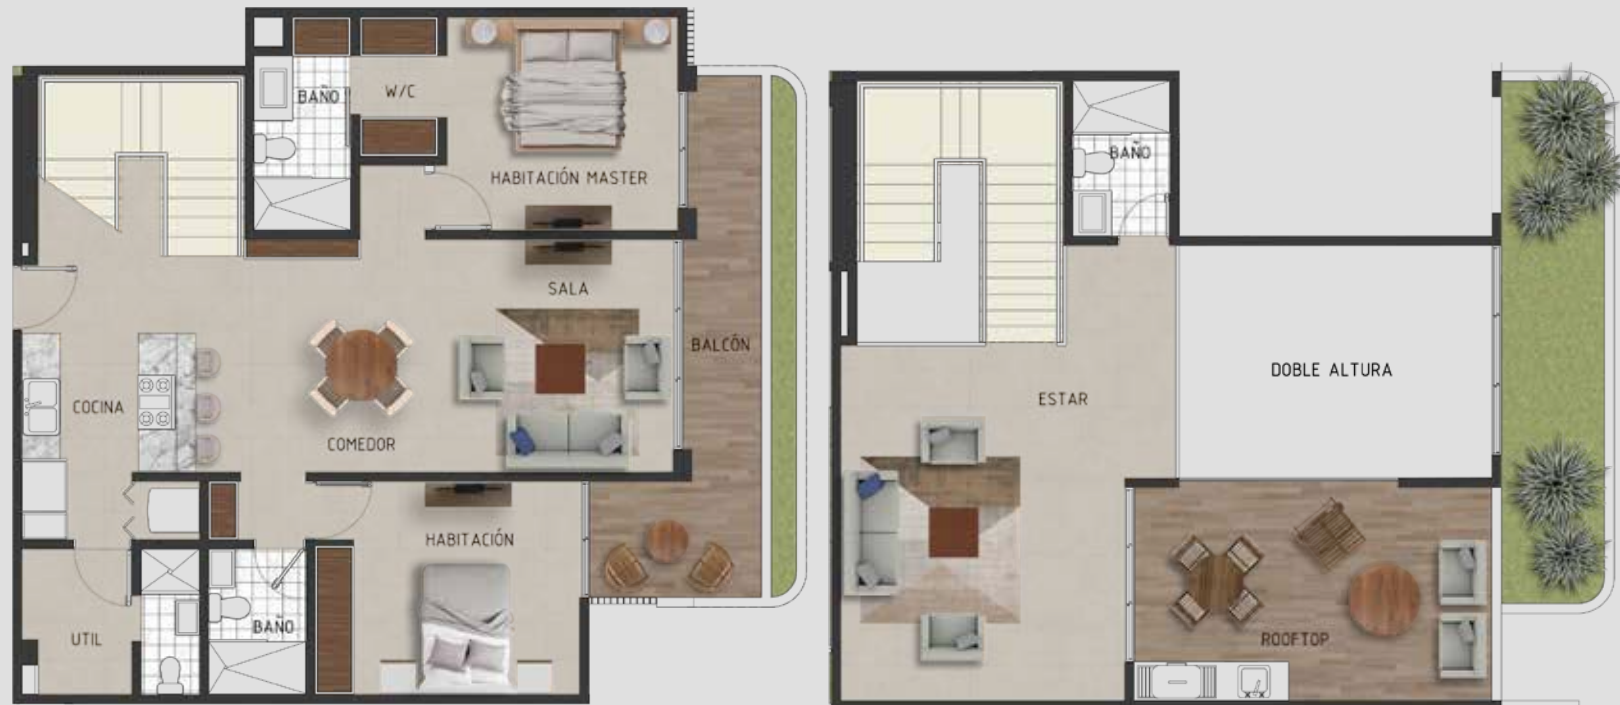 BAÑO
W/C
HABITACIÓN MASTER
SALA
BALCÓN
COCINA
COMEDOR
HABITACIÓN
UTIL
BAÑO
BAÑO
ESTAR
DOBLE ALTURA
ROOFTOP